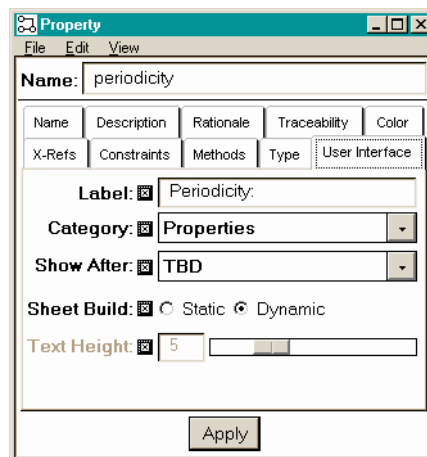 Property
File Edit View
Name: periodicity
Name Description Rationale Traceability Color
X-Refs Constraints Methods Type User Interface
Label: Periodicity:
Category: Properties
Show After: TBD
Sheet Build: Static Dynamic
Text Height: 5
Apply